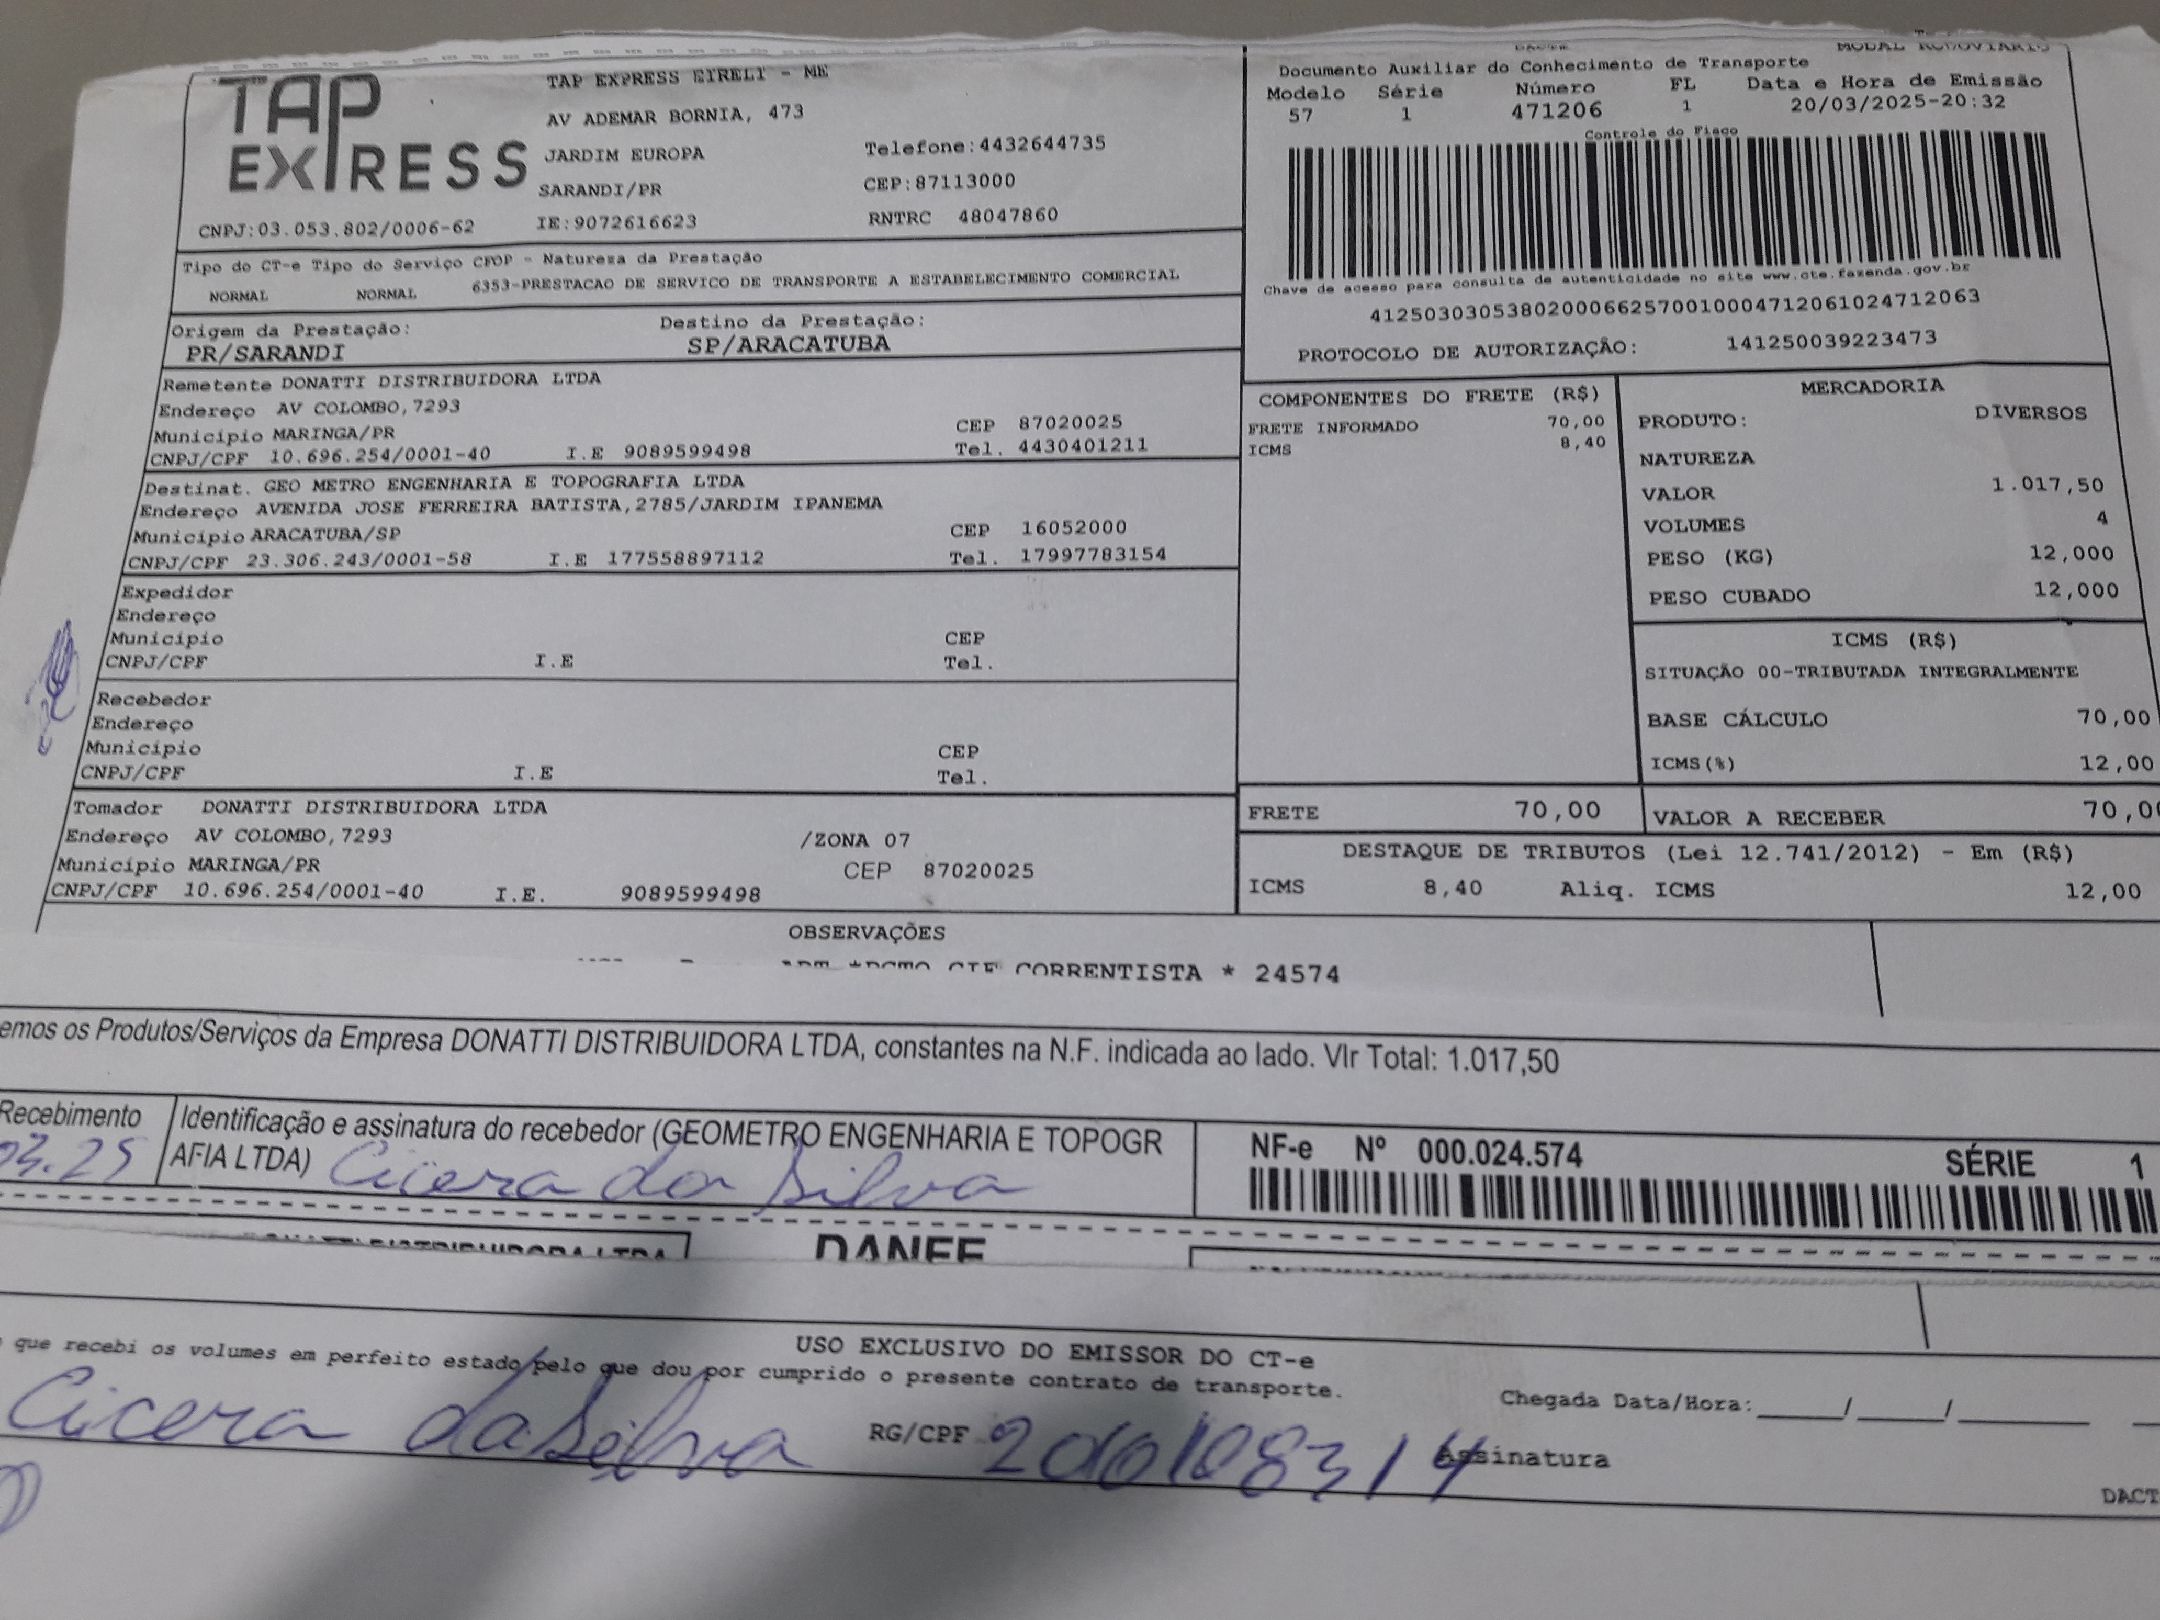 TAP EXPRESS
TAP EXPRESS EIRELI - ME
AV ADEMAR BORNIA, 473
JARDIM EUROPA Telefone:4432644735
SARANDI/PR CEP:87113000
CNPJ:03.053.802/0006-62 IE:9072616623 RNTRC 48047860
Tipo do CT-e Tipo do Serviço CFOP - Natureza da Prestação
NORMAL NORMAL 6353-PRESTACAO DE SERVICO DE TRANSPORTE A ESTABELECIMENTO COMERCIAL
Origem da Prestação: Destino da Prestação:
PR/SARANDI SP/ARACATUBA
Remetente DONATTI DISTRIBUIDORA LTDA
Endereço AV COLOMBO,7293
Município MARINGA/PR CEP 87020025
CNPJ/CPF 10.696.254/0001-40 I.E 9089599498 Tel. 4430401211
Destinat. GEO METRO ENGENHARIA E TOPOGRAFIA LTDA
Endereço AVENIDA JOSE FERREIRA BATISTA,2785/JARDIM IPANEMA
Município ARACATUBA/SP CEP 16052000
CNPJ/CPF 23.306.243/0001-58 I.E 177558897112 Tel. 17997783154
Expedidor
Endereço
Município CEP
CNPJ/CPF I.E Tel.
Recebedor
Endereço
Município CEP
CNPJ/CPF I.E Tel.
Tomador DONATTI DISTRIBUIDORA LTDA
Endereço AV COLOMBO,7293 /ZONA 07
Município MARINGA/PR CEP 87020025
CNPJ/CPF 10.696.254/0001-40 I.E. 9089599498
DACTE MODAL RODOVIÁRIO
Documento Auxiliar do Conhecimento de Transporte
Modelo Série Número FL Data e Hora de Emissão
57 1 471206 1 20/03/2025-20:32
Controle do Fisco
Chave de acesso para consulta de autenticidade no site www.cte.fazenda.gov.br
41250303053802000662570010004712061024712063
PROTOCOLO DE AUTORIZAÇÃO: 141250039223473
COMPONENTES DO FRETE (R$)
FRETE INFORMADO 70,00
ICMS 8,40
MERCADORIA
PRODUTO: DIVERSOS
NATUREZA
VALOR 1.017,50
VOLUMES 4
PESO (KG) 12,000
PESO CUBADO 12,000
ICMS (R$)
SITUAÇÃO 00-TRIBUTADA INTEGRALMENTE
BASE CÁLCULO 70,00
ICMS(%) 12,00
FRETE 70,00 VALOR A RECEBER 70,00
DESTAQUE DE TRIBUTOS (Lei 12.741/2012) - Em (R$)
ICMS 8,40 Aliq. ICMS 12,00
OBSERVAÇÕES
CIF CORRENTISTA * 24574
emos os Produtos/Serviços da Empresa DONATTI DISTRIBUIDORA LTDA, constantes na N.F. indicada ao lado. Vlr Total: 1.017,50
Recebimento Identificação e assinatura do recebedor (GEOMETRO ENGENHARIA E TOPOGR
03.25 AFIA LTDA) Cicera da Silva
NF-e Nº 000.024.574 SÉRIE 1
DONATTI DISTRIBUIDORA LTDA DANFE
USO EXCLUSIVO DO EMISSOR DO CT-e
que recebi os volumes em perfeito estado pelo que dou por cumprido o presente contrato de transporte.
Chegada Data/Hora:_____/_____/________
Cicera da Silva RG/CPF Assinatura
DACT